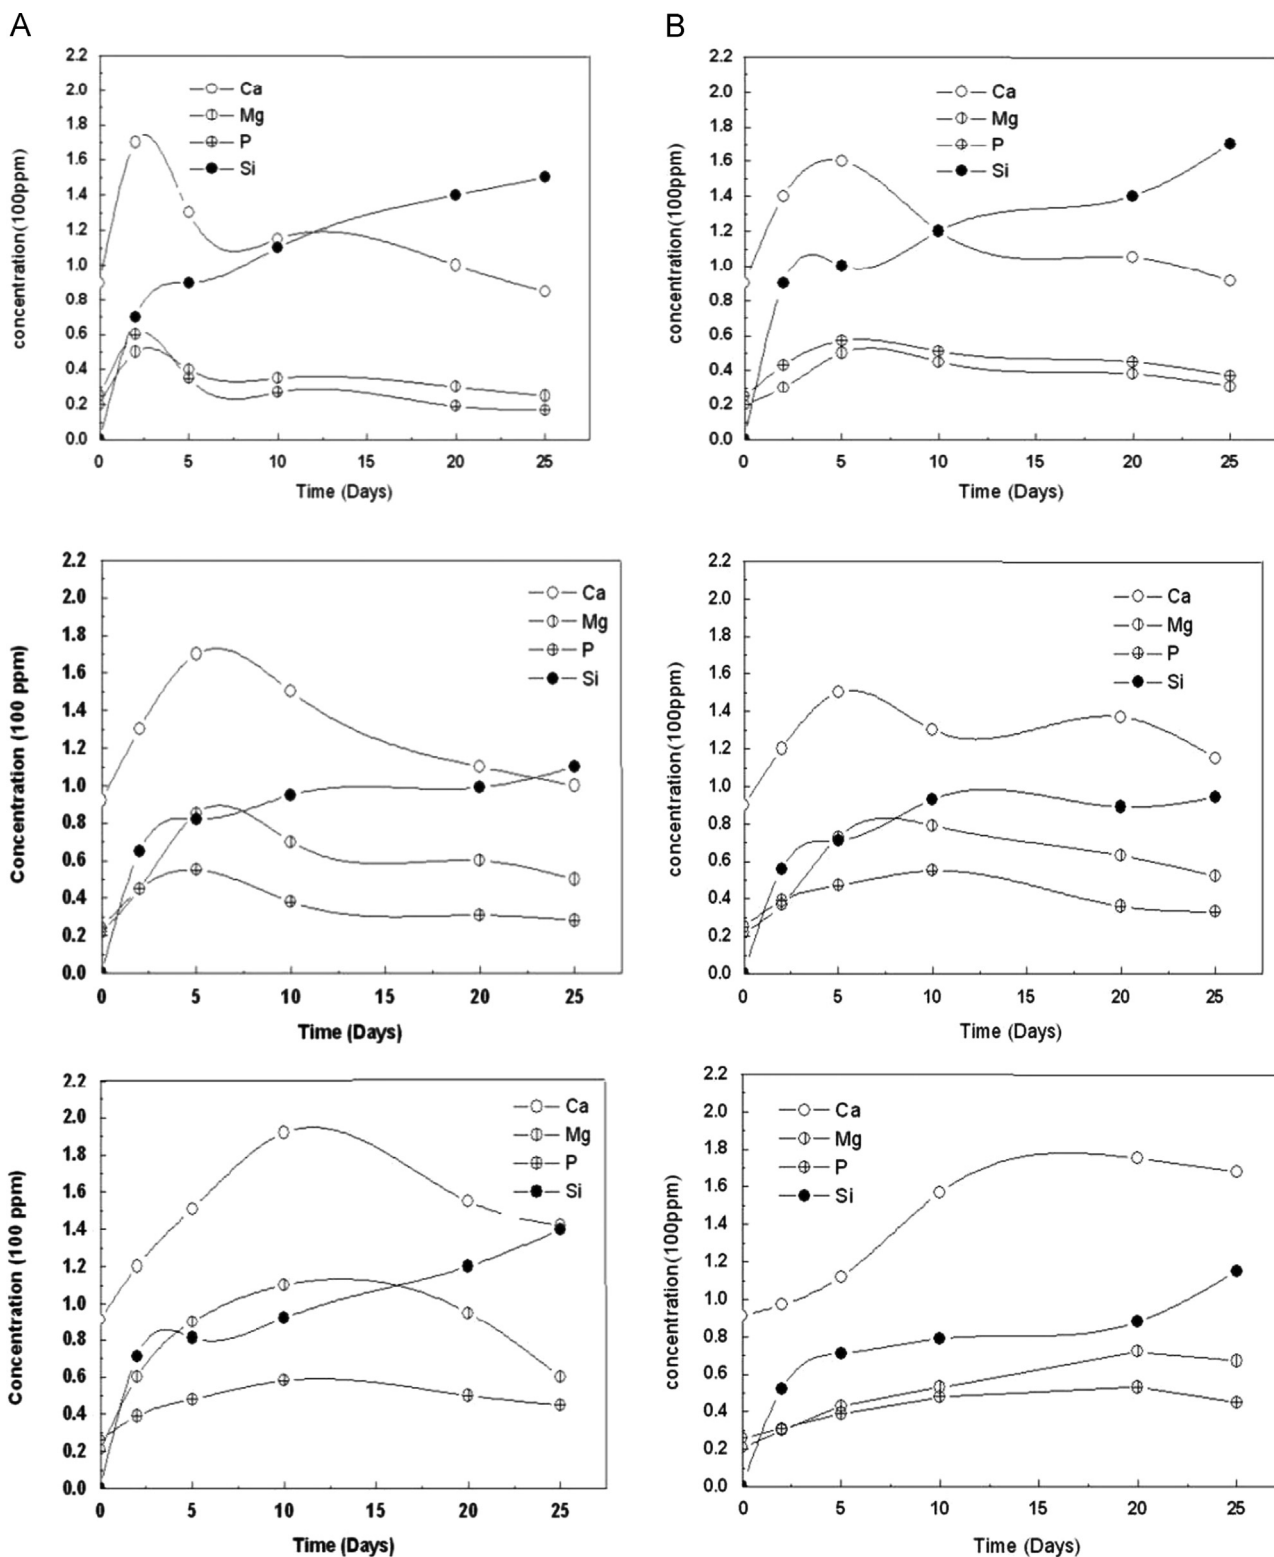 A
B
2.2
2.0
1.8
1.6
1.4
1.2
1.0
0.8
0.6
0.4
0.2
0.0
concentration(100ppm)
Ca
Mg
P
Si
0 5 10 15 20 25
Time (Days)
2.2
2.0
1.8
1.6
1.4
1.2
1.0
0.8
0.6
0.4
0.2
0.0
concentration(100ppm)
Ca
Mg
P
Si
0 5 10 15 20 25
Time (Days)
2.2
2.0
1.8
1.6
1.4
1.2
1.0
0.8
0.6
0.4
0.2
0.0
Concentration (100 ppm)
Ca
Mg
P
Si
0 5 10 15 20 25
Time (Days)
2.2
2.0
1.8
1.6
1.4
1.2
1.0
0.8
0.6
0.4
0.2
0.0
concentration(100ppm)
Ca
Mg
P
Si
0 5 10 15 20 25
Time (Days)
2.2
2.0
1.8
1.6
1.4
1.2
1.0
0.8
0.6
0.4
0.2
0.0
Concentration (100 ppm)
Ca
Mg
P
Si
0 5 10 15 20 25
Time (Days)
2.2
2.0
1.8
1.6
1.4
1.2
1.0
0.8
0.6
0.4
0.2
0.0
concentration(100ppm)
Ca
Mg
P
Si
0 5 10 15 20 25
Time (Days)